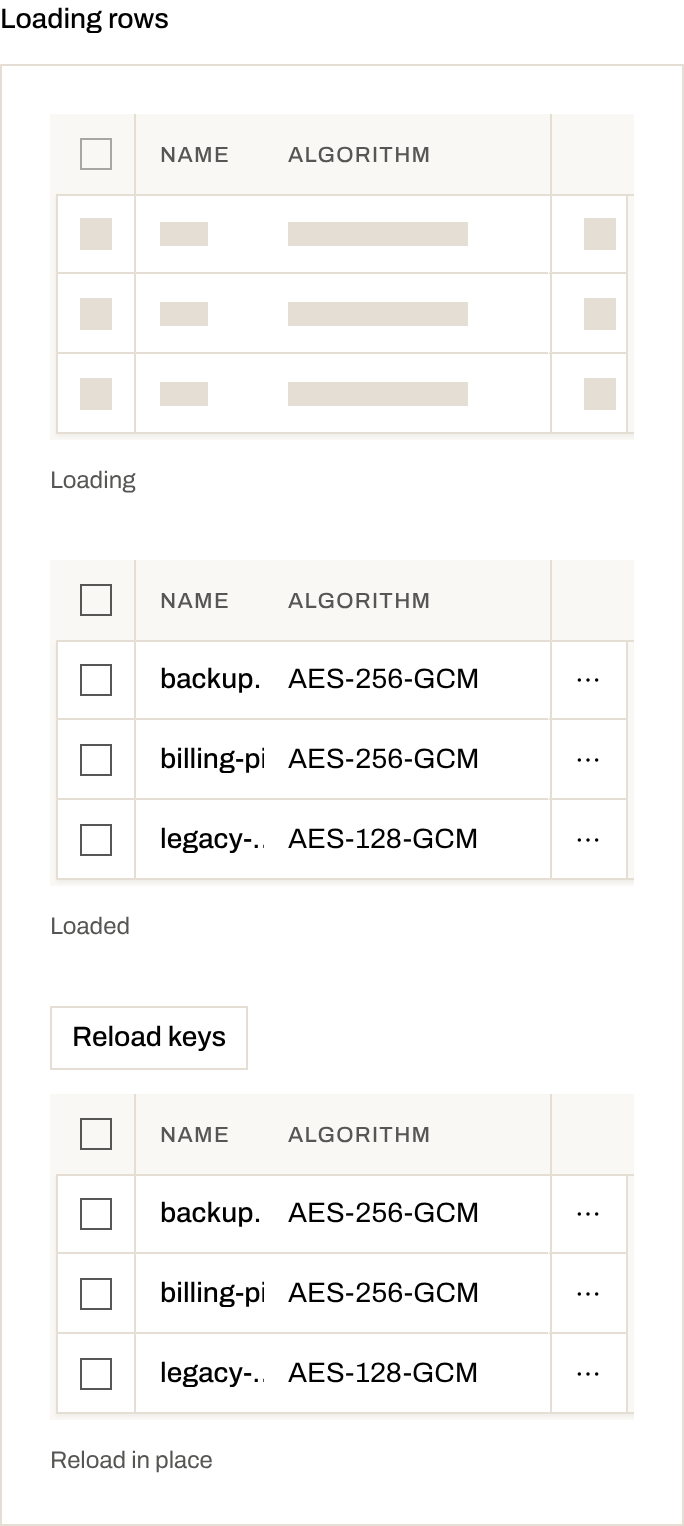 Loading rows
NAME ALGORITHM
Loading
NAME ALGORITHM
backup. AES-256-GCM ...
billing-pi AES-256-GCM ...
legacy-.. AES-128-GCM ...
Loaded
Reload keys
NAME ALGORITHM
backup. AES-256-GCM ...
billing-pi AES-256-GCM ...
legacy-.. AES-128-GCM ...
Reload in place